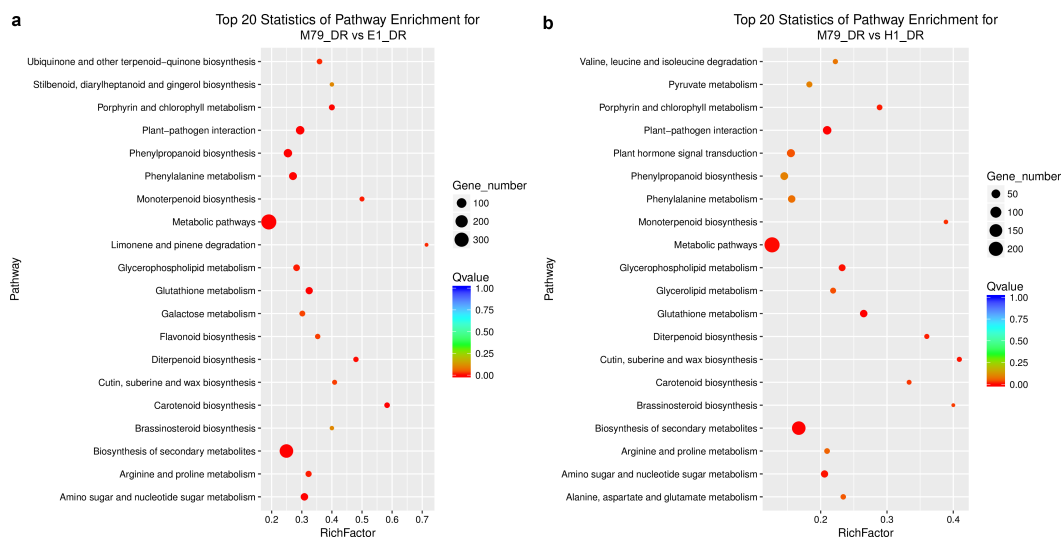 a
Top 20 Statistics of Pathway Enrichment for
M79_DR vs E1_DR
Pathway
Ubiquinone and other terpenoid−quinone biosynthesis
Stilbenoid, diarylheptanoid and gingerol biosynthesis
Porphyrin and chlorophyll metabolism
Plant−pathogen interaction
Phenylpropanoid biosynthesis
Phenylalanine metabolism
Monoterpenoid biosynthesis
Metabolic pathways
Limonene and pinene degradation
Glycerophospholipid metabolism
Glutathione metabolism
Galactose metabolism
Flavonoid biosynthesis
Diterpenoid biosynthesis
Cutin, suberine and wax biosynthesis
Carotenoid biosynthesis
Brassinosteroid biosynthesis
Biosynthesis of secondary metabolites
Arginine and proline metabolism
Amino sugar and nucleotide sugar metabolism
0.2 0.3 0.4 0.5 0.6 0.7
RichFactor
Gene_number
100
200
300
Qvalue
1.00
0.75
0.50
0.25
0.00
b
Top 20 Statistics of Pathway Enrichment for
M79_DR vs H1_DR
Pathway
Valine, leucine and isoleucine degradation
Pyruvate metabolism
Porphyrin and chlorophyll metabolism
Plant−pathogen interaction
Plant hormone signal transduction
Phenylpropanoid biosynthesis
Phenylalanine metabolism
Monoterpenoid biosynthesis
Metabolic pathways
Glycerophospholipid metabolism
Glycerolipid metabolism
Glutathione metabolism
Diterpenoid biosynthesis
Cutin, suberine and wax biosynthesis
Carotenoid biosynthesis
Brassinosteroid biosynthesis
Biosynthesis of secondary metabolites
Arginine and proline metabolism
Amino sugar and nucleotide sugar metabolism
Alanine, aspartate and glutamate metabolism
0.2 0.3 0.4
RichFactor
Gene_number
50
100
150
200
Qvalue
1.00
0.75
0.50
0.25
0.00